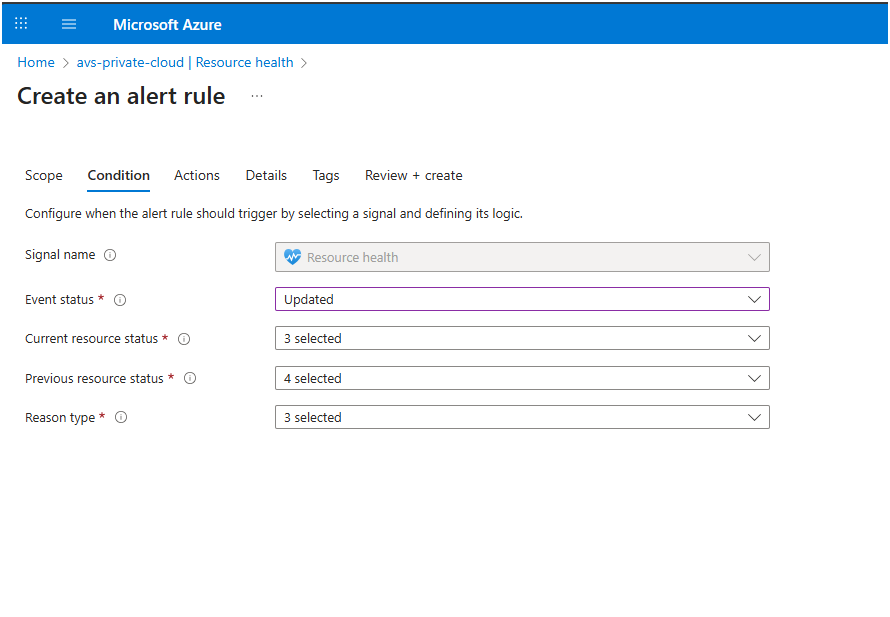 Microsoft Azure
Home > avs-private-cloud | Resource health >
Create an alert rule ...
Scope Condition Actions Details Tags Review + create
Configure when the alert rule should trigger by selecting a signal and defining its logic.
Signal name Resource health
Event status * Updated
Current resource status * 3 selected
Previous resource status * 4 selected
Reason type * 3 selected